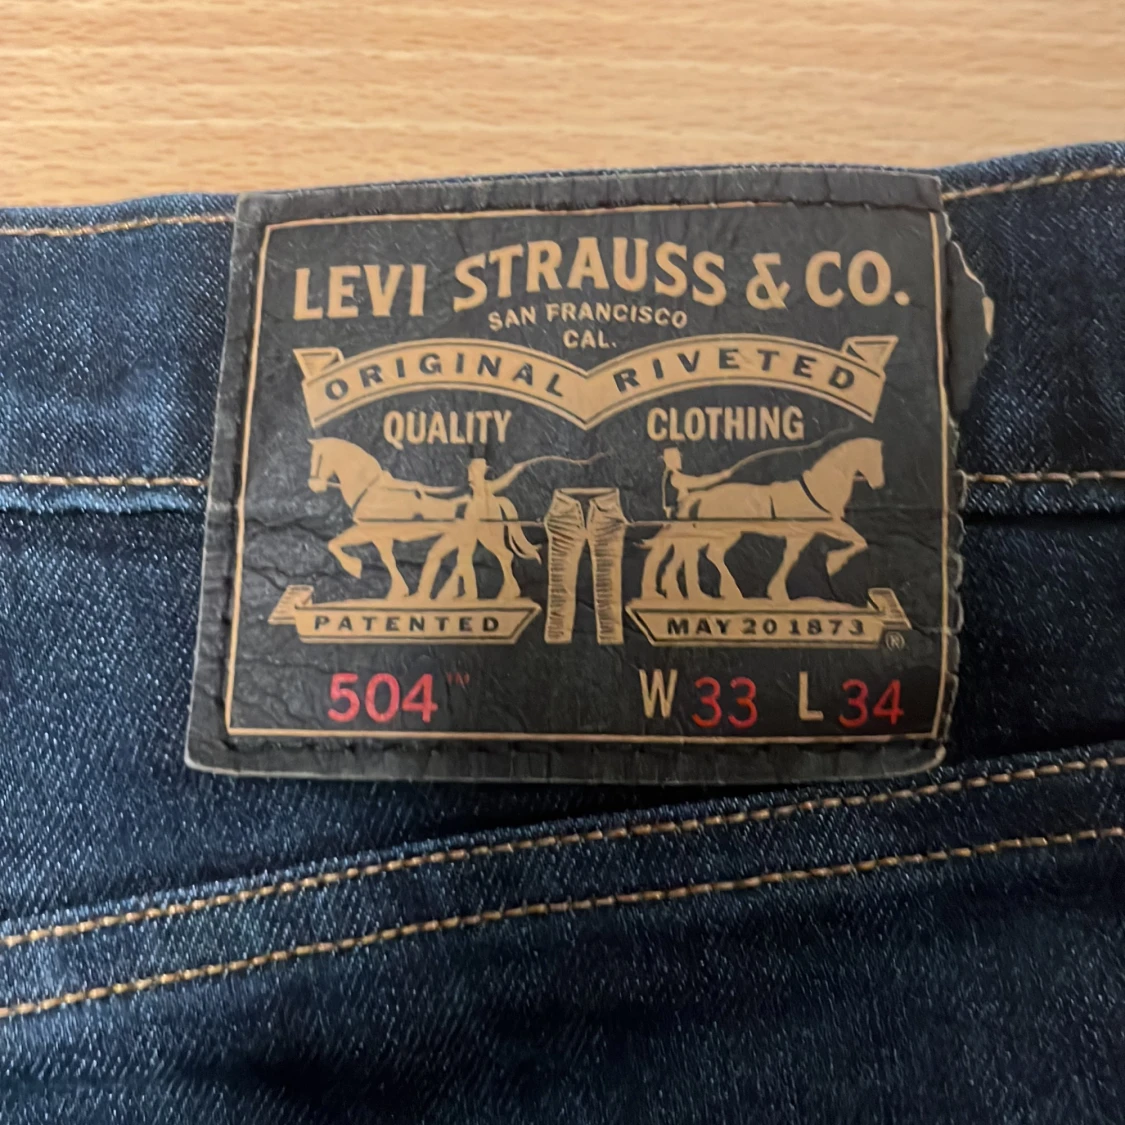 LEVI STRAUSS & CO.
SAN FRANCISCO
CAL.
ORIGINAL RIVETED
QUALITY CLOTHING
PATENTED MAY 20 1873 ®
504™ W 33 L 34